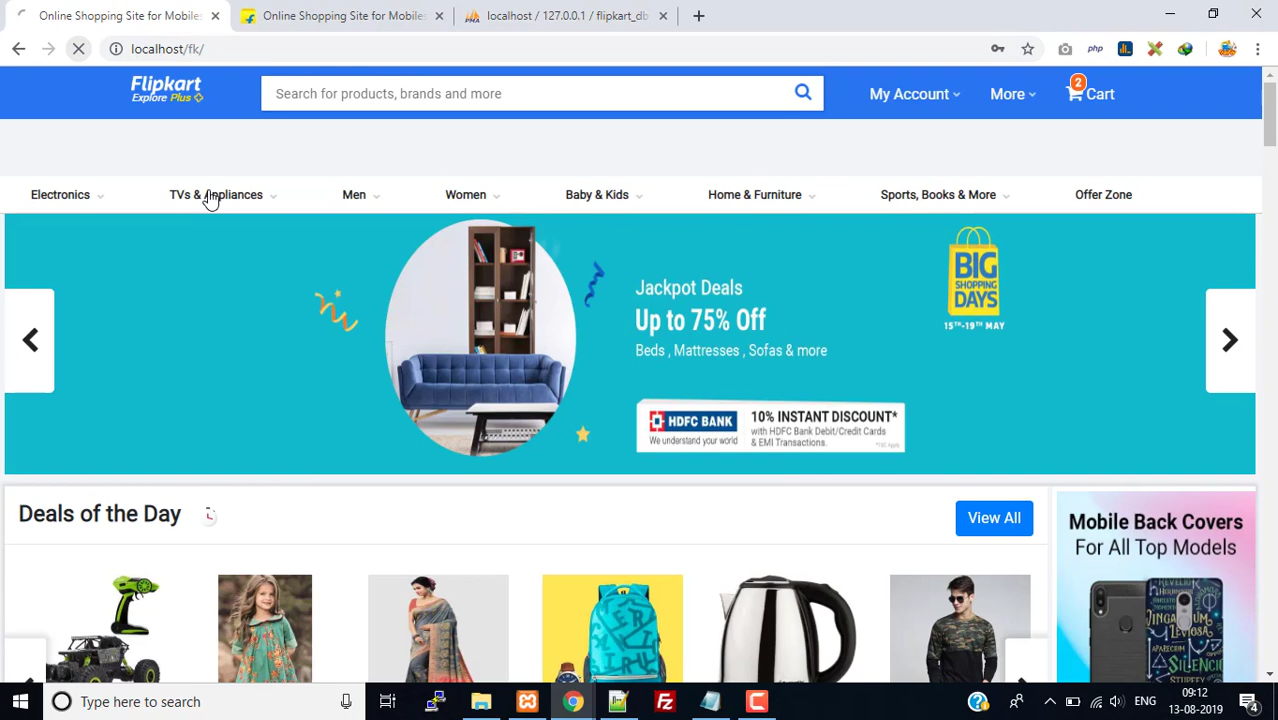 Online Shopping Site for Mobiles
Online Shopping Site for Mobiles
localhost / 127.0.0.1 / flipkart_db
localhost/fk/
php
Flipkart
Explore Plus
Search for products, brands and more
My Account
More
2
Cart
Electronics
TVs & Appliances
Men
Women
Baby & Kids
Home & Furniture
Sports, Books & More
Offer Zone
Jackpot Deals
Up to 75% Off
Beds , Mattresses , Sofas & more
BIG
SHOPPING
DAYS
15TH-19TH MAY
HDFC BANK
We understand your world
10% INSTANT DISCOUNT*
with HDFC Bank Debit/Credit Cards
& EMI Transactions.
Deals of the Day
View All
Mobile Back Covers
For All Top Models
Type here to search
ENG
09:12
13-08-2019
4